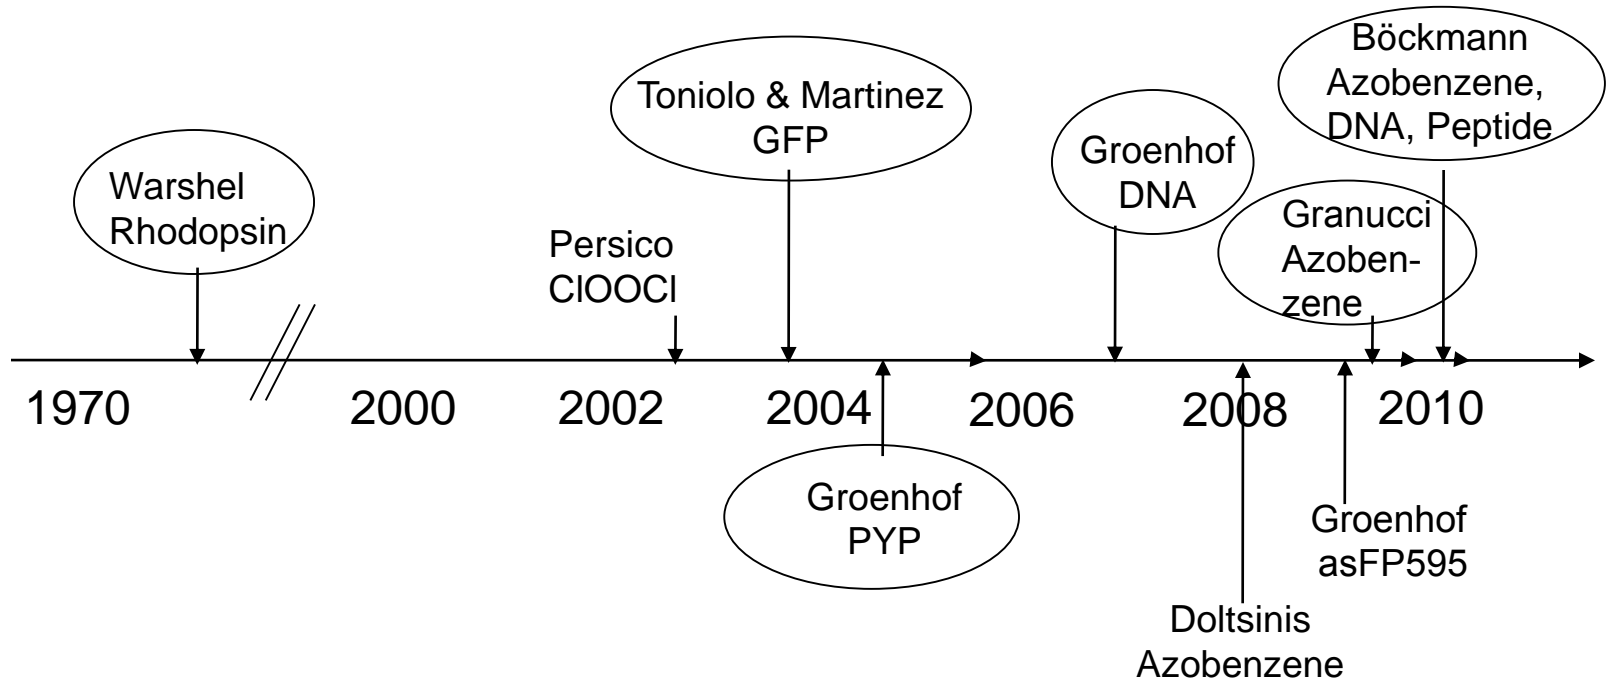 Böckmann
Azobenzene,
DNA, Peptide
Toniolo & Martinez
GFP
Groenhof
DNA
Warshel
Rhodopsin
Granucci
Azoben-
zene
Persico
ClOOCl
1970
2000
2002
2004
2006
2008
2010
Groenhof
PYP
Groenhof
asFP595
Doltsinis
Azobenzene